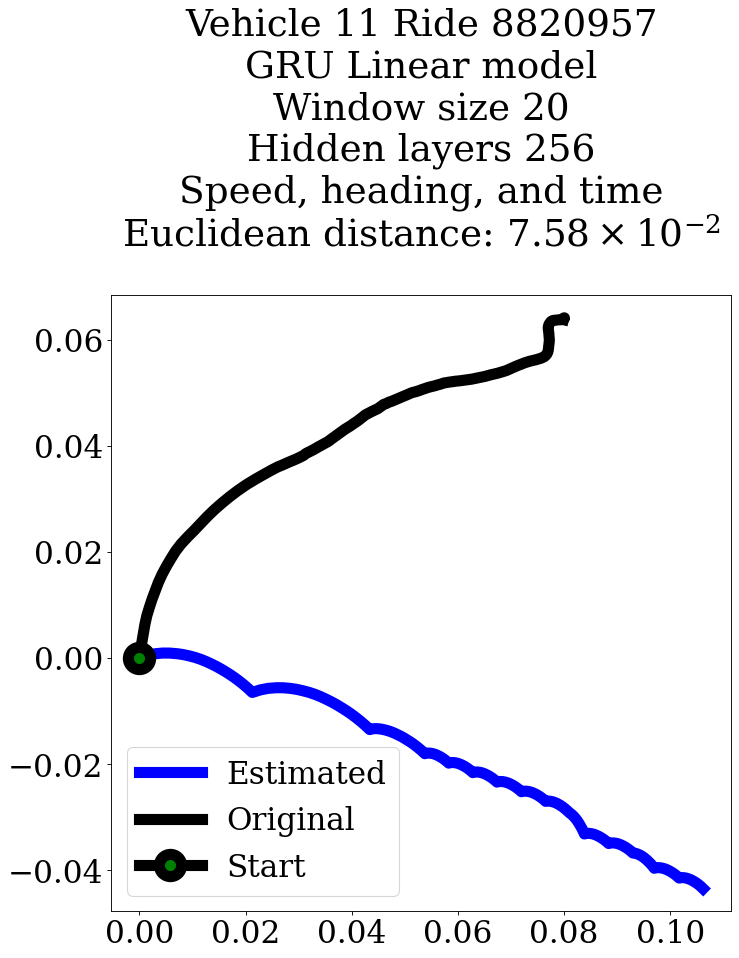 Vehicle 11 Ride 8820957
GRU Linear model
Window size 20
Hidden layers 256
Speed, heading, and time
Euclidean distance: 7.58 × 10⁻²
0.06
0.04
0.02
0.00
−0.02
−0.04
Estimated
Original
Start
0.00 0.02 0.04 0.06 0.08 0.10